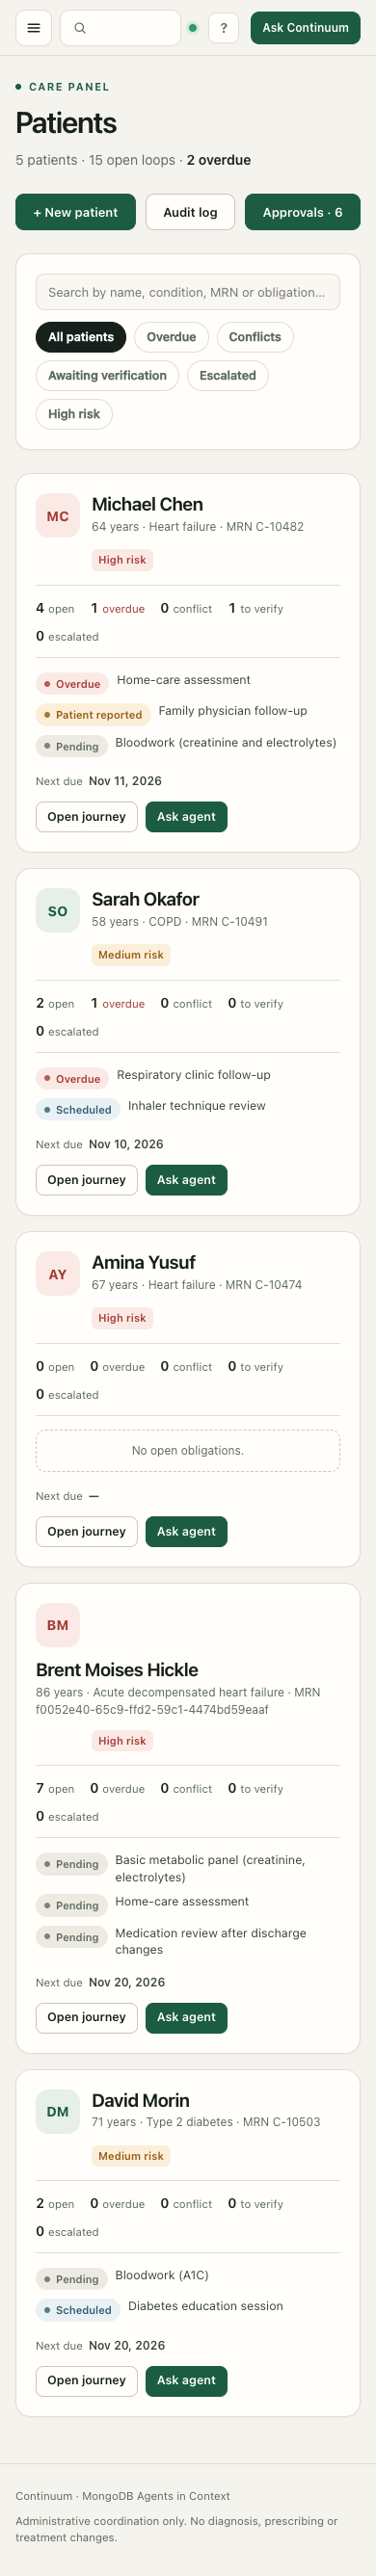 ? Ask Continuum
CARE PANEL
Patients
5 patients · 15 open loops · 2 overdue
+ New patient Audit log Approvals · 6
Search by name, condition, MRN or obligation...
All patients Overdue Conflicts
Awaiting verification Escalated
High risk
MC Michael Chen
64 years · Heart failure · MRN C-10482
High risk
4 open 1 overdue 0 conflict 1 to verify
0 escalated
Overdue Home-care assessment
Patient reported Family physician follow-up
Pending Bloodwork (creatinine and electrolytes)
Next due Nov 11, 2026
Open journey Ask agent
SO Sarah Okafor
58 years · COPD · MRN C-10491
Medium risk
2 open 1 overdue 0 conflict 0 to verify
0 escalated
Overdue Respiratory clinic follow-up
Scheduled Inhaler technique review
Next due Nov 10, 2026
Open journey Ask agent
AY Amina Yusuf
67 years · Heart failure · MRN C-10474
High risk
0 open 0 overdue 0 conflict 0 to verify
0 escalated
No open obligations.
Next due —
Open journey Ask agent
BM
Brent Moises Hickle
86 years · Acute decompensated heart failure · MRN
f0052e40-65c9-ffd2-59c1-4474bd59eaaf
High risk
7 open 0 overdue 0 conflict 0 to verify
0 escalated
Pending Basic metabolic panel (creatinine,
electrolytes)
Pending Home-care assessment
Pending Medication review after discharge
changes
Next due Nov 20, 2026
Open journey Ask agent
DM David Morin
71 years · Type 2 diabetes · MRN C-10503
Medium risk
2 open 0 overdue 0 conflict 0 to verify
0 escalated
Pending Bloodwork (A1C)
Scheduled Diabetes education session
Next due Nov 20, 2026
Open journey Ask agent
Continuum · MongoDB Agents in Context
Administrative coordination only. No diagnosis, prescribing or
treatment changes.